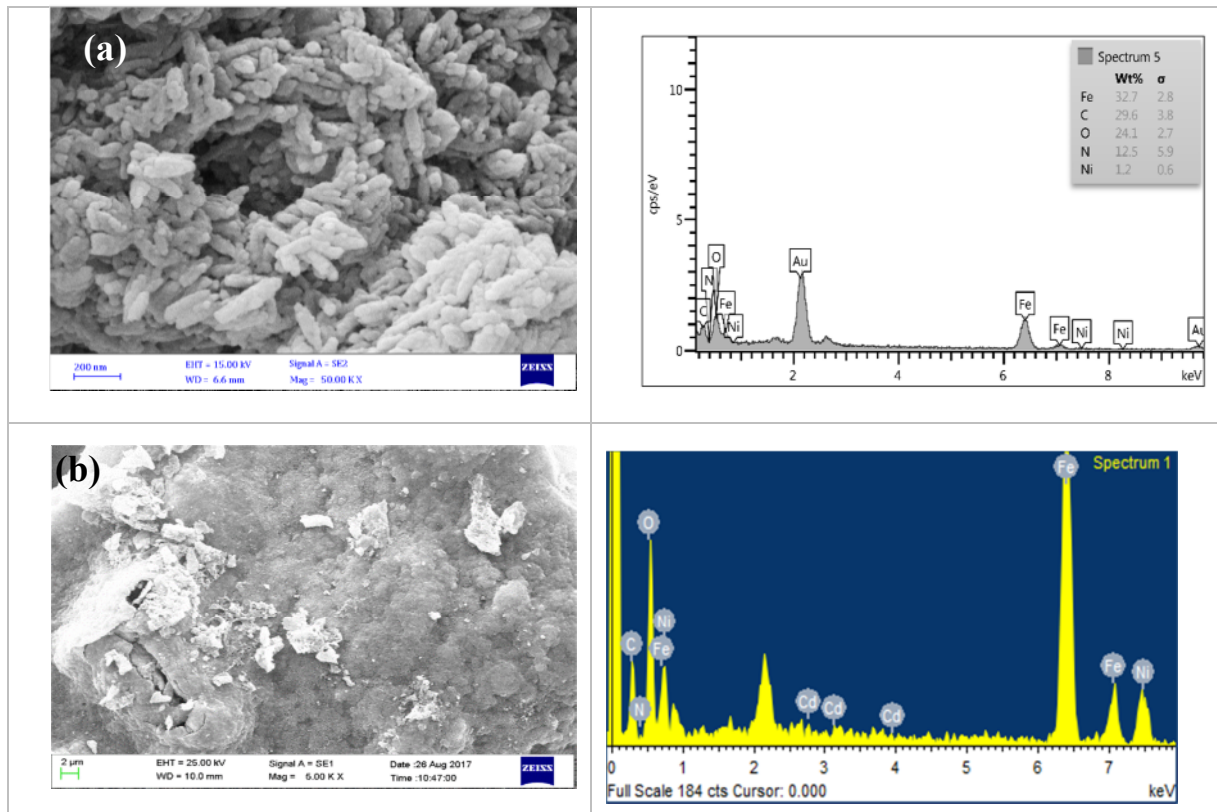 (a)
200 nm
EHT = 15.00 kV
Signal A = SE2
WD = 6.6 mm
Mag = 50.00 K X
ZEISS
Spectrum 5
Wt% σ
Fe 32.7 2.8
C 29.6 3.8
O 24.1 2.7
N 12.5 5.9
Ni 1.2 0.6
10
5
0
cps/eV
O
N
C
Fe
Ni
Au
Fe
Fe
Ni
Ni
Au
2 4 6 8 keV
(b)
2 µm
EHT = 25.00 kV
Signal A = SE1
Date :26 Aug 2017
WD = 10.0 mm
Mag = 5.00 K X
Time :10:47:00
ZEISS
Spectrum 1
Fe
O
Ni
C
Fe
N
Cd
Cd
Cd
Fe
Ni
0 1 2 3 4 5 6 7
Full Scale 184 cts Cursor: 0.000 keV